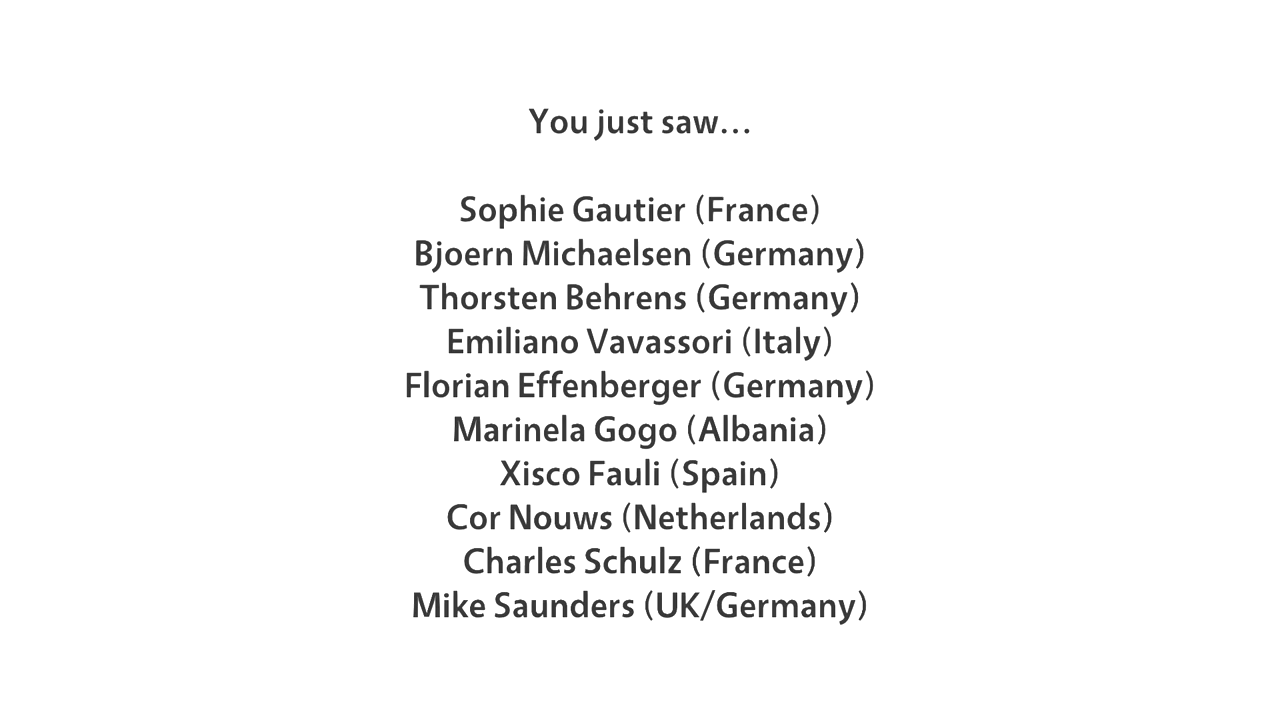 You just saw...
Sophie Gautier (France)
Bjoern Michaelsen (Germany)
Thorsten Behrens (Germany)
Emiliano Vavassori (Italy)
Florian Effenberger (Germany)
Marinela Gogo (Albania)
Xisco Fauli (Spain)
Cor Nouws (Netherlands)
Charles Schulz (France)
Mike Saunders (UK/Germany)